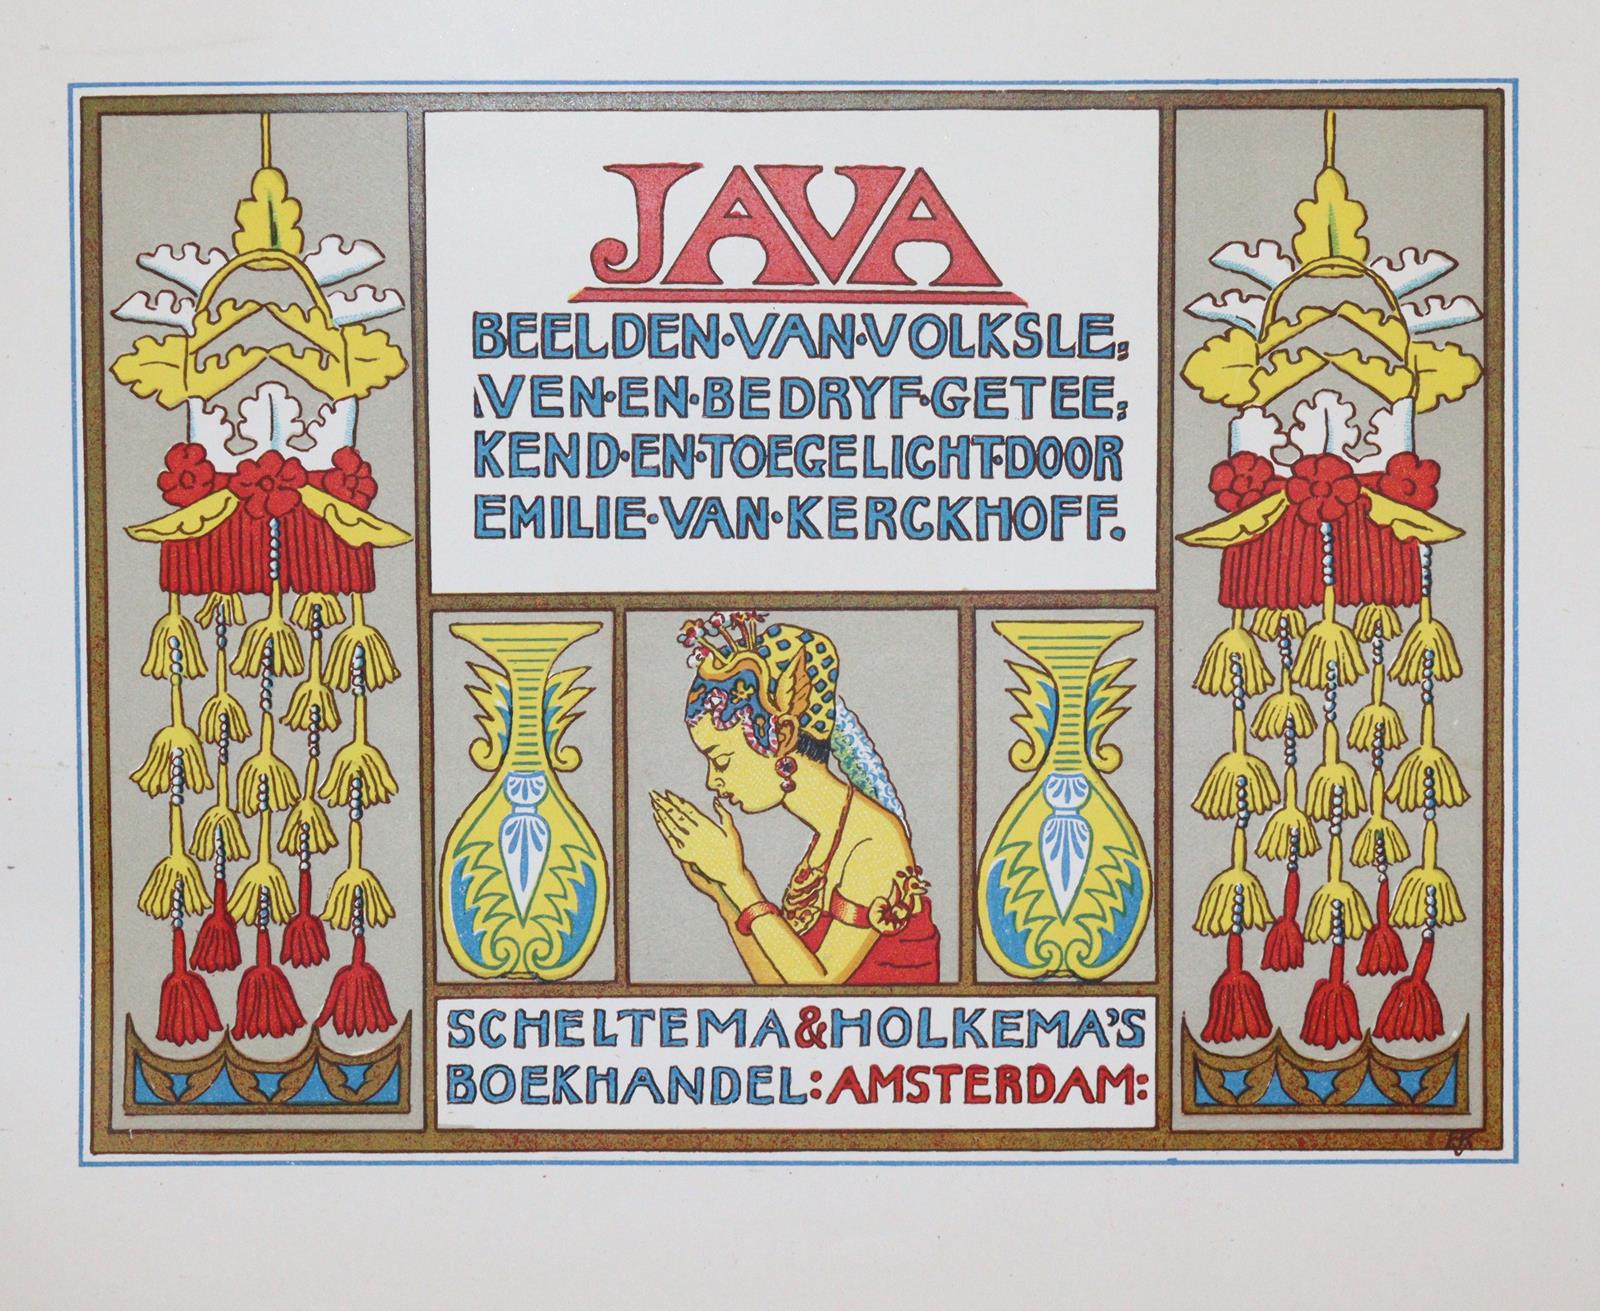 JAVA
BEELDEN·VAN·VOLKSLE=
VEN·EN·BEDRYF·GETEE=
KEND·EN·TOEGELICHT·DOOR
EMILIE·VAN·KERCKHOFF.
SCHELTEMA&HOLKEMA'S
BOEKHANDEL:AMSTERDAM: